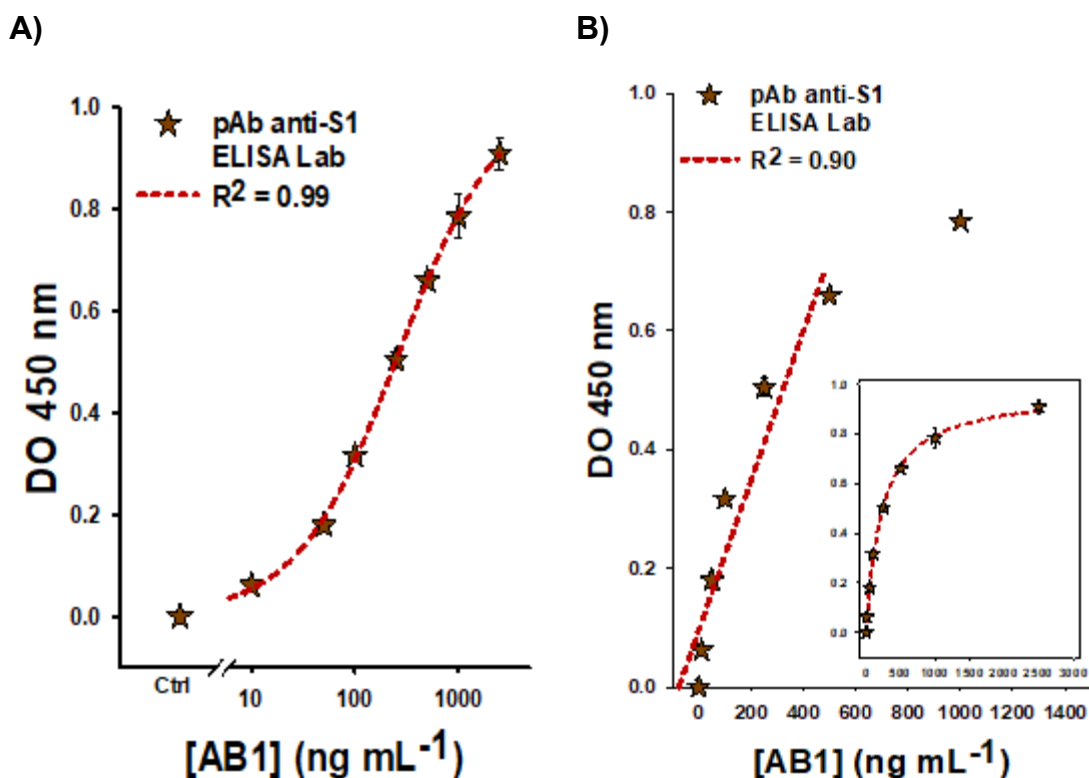 A)
pAb anti-S1
ELISA Lab
R² = 0.99
DO 450 nm
1.0
0.8
0.6
0.4
0.2
0.0
Ctrl
10
100
1000
[AB1] (ng mL⁻¹)
B)
pAb anti-S1
ELISA Lab
R² = 0.90
DO 450 nm
1.0
0.8
0.6
0.4
0.2
0.0
0 200 400 600 800 1000 1200 1400
[AB1] (ng mL⁻¹)
1.0
0.8
0.6
0.4
0.2
0.0
0 500 1000 1500 2000 2500 3000